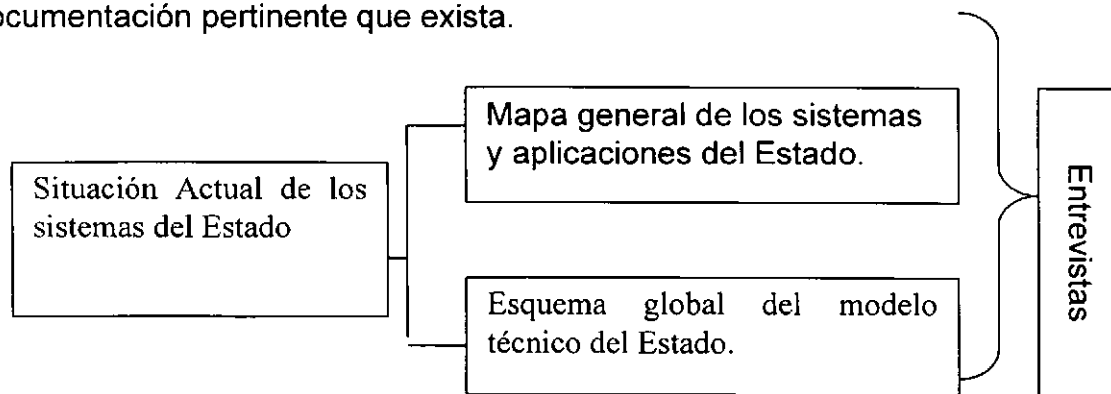 ocumentación pertinente que exista.
Mapa general de los sistemas
y aplicaciones del Estado.
Situación Actual de los
sistemas del Estado
Esquema global del modelo
técnico del Estado.
Entrevistas